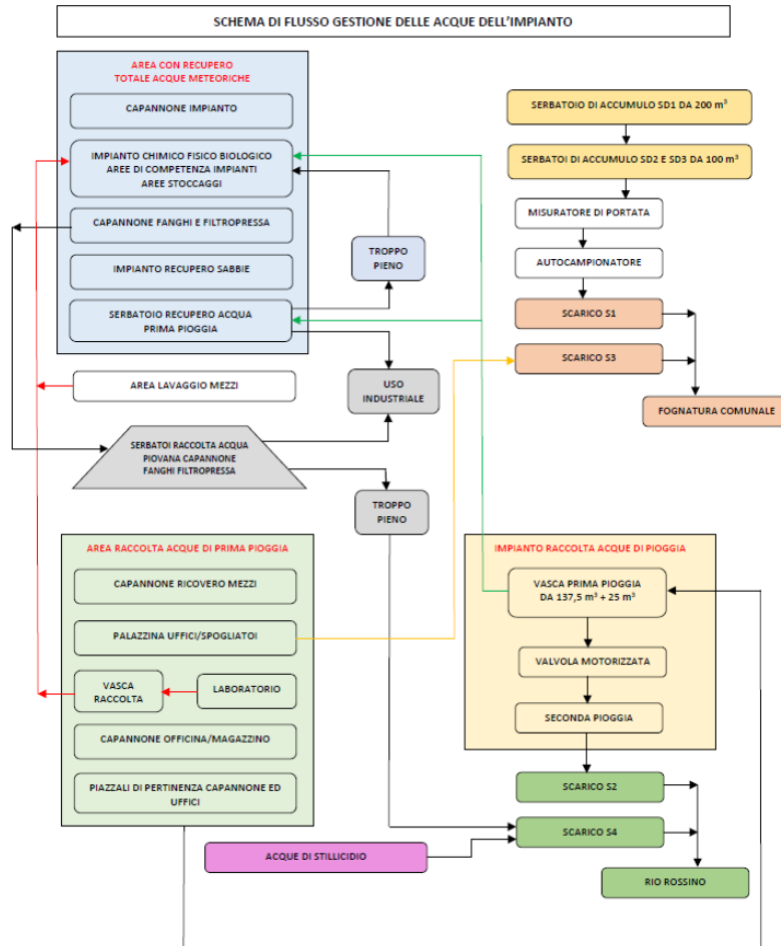 SCHEMA DI FLUSSO GESTIONE DELLE ACQUE DELL'IMPIANTO
AREA CON RECUPERO
TOTALE ACQUE METEORICHE
CAPANNONE IMPIANTO
IMPIANTO CHIMICO FISICO BIOLOGICO
AREE DI COMPETENZA IMPIANTI
AREE STOCCAGGI
CAPANNONE FANGHI E FILTROPRESSA
IMPIANTO RECUPERO SABBIE
SERBATOIO RECUPERO ACQUA
PRIMA PIOGGIA
TROPPO
PIENO
SERBATOIO DI ACCUMULO SD1 DA 200 m³
SERBATOI DI ACCUMULO SD2 E SD3 DA 100 m³
MISURATORE DI PORTATA
AUTOCAMPIONATORE
SCARICO S1
SCARICO S3
FOGNATURA COMUNALE
AREA LAVAGGIO MEZZI
USO
INDUSTRIALE
SERBATOI RACCOLTA ACQUA
PIOVANA CAPANNONE
FANGHI FILTROPRESSA
TROPPO
PIENO
AREA RACCOLTA ACQUE DI PRIMA PIOGGIA
CAPANNONE RICOVERO MEZZI
PALAZZINA UFFICI/SPOGLIATOI
VASCA
RACCOLTA
LABORATORIO
CAPANNONE OFFICINA/MAGAZZINO
PIAZZALI DI PERTINENZA CAPANNONE ED
UFFICI
IMPIANTO RACCOLTA ACQUE DI PIOGGIA
VASCA PRIMA PIOGGIA
DA 137,5 m³ + 25 m³
VALVOLA MOTORIZZATA
SECONDA PIOGGIA
SCARICO S2
SCARICO S4
ACQUE DI STILLICIDIO
RIO ROSSINO